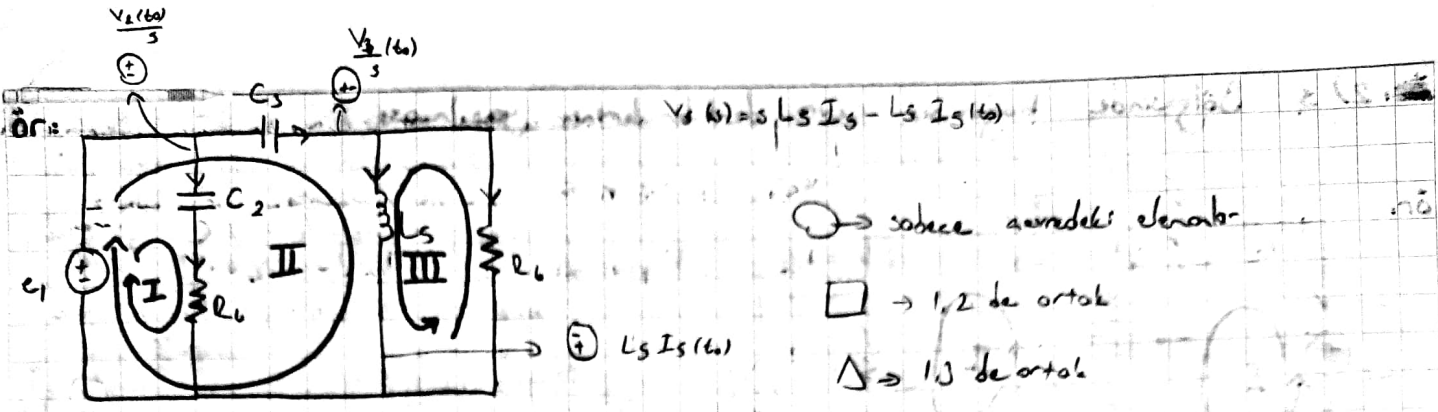 V₂(t₀)/s
V₃(t₀)/s
C₃
ör:
V₅(s) = s L₅ I₅ - L₅ I₅(t₀)
C₂
→ sadece çevredeki elemanlar
L₅
e₁
I
II
III
R₆
R₆
□ → 1,2 de ortak
L₅ I₅(t₀)
△ → 1,3 de ortak